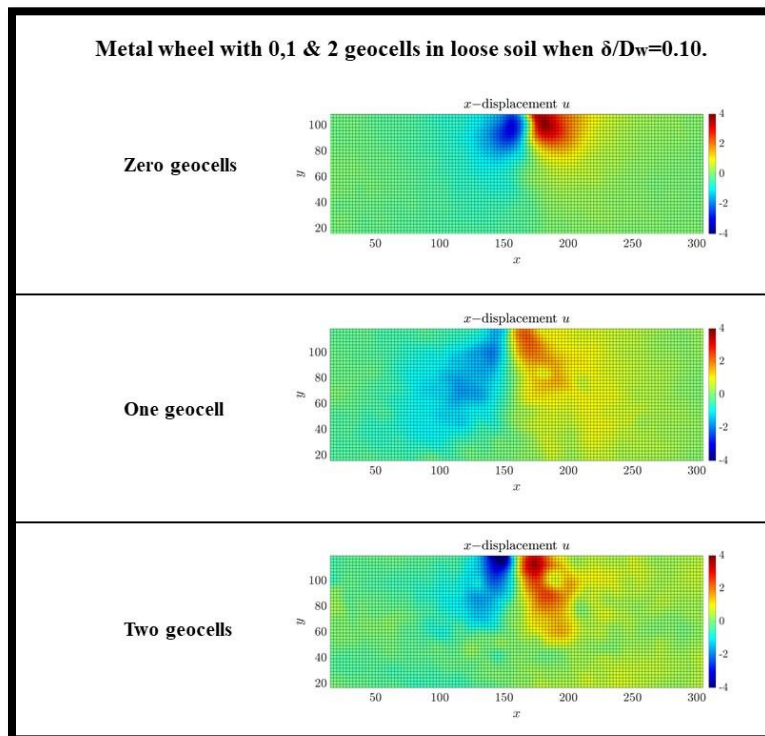 Metal wheel with 0,1 & 2 geocells in loose soil when δ/Dw=0.10.
Zero geocells
x−displacement u
100
80
60
40
20
y
50 100 150 200 250 300
x
4
2
0
-2
-4
One geocell
x−displacement u
100
80
60
40
20
y
50 100 150 200 250 300
x
4
2
0
-2
-4
Two geocells
x−displacement u
100
80
60
40
20
y
50 100 150 200 250 300
x
4
2
0
-2
-4